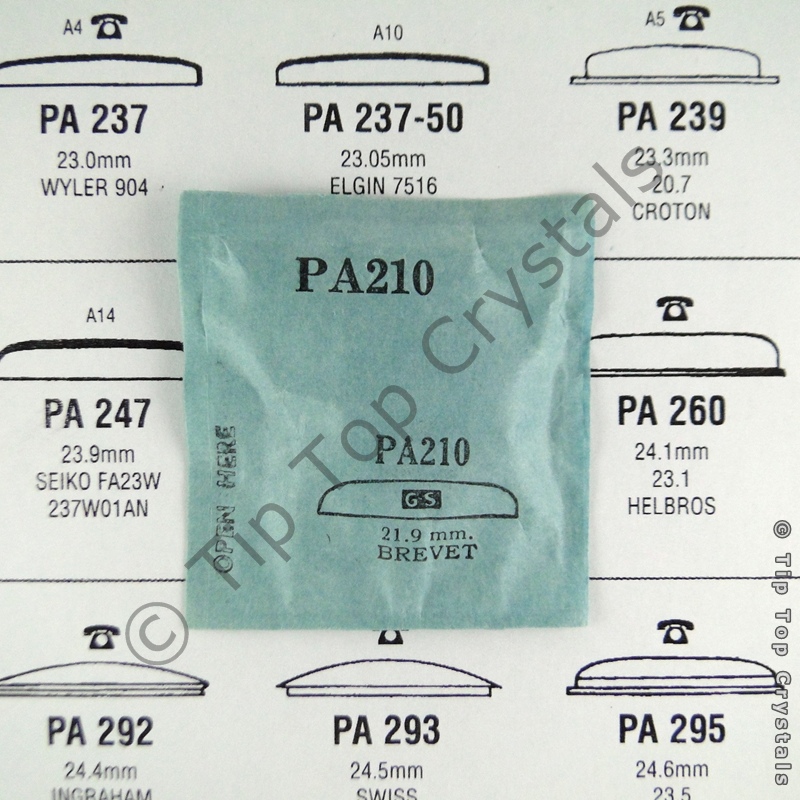 A4
A10
A5
PA 237
PA 237-50
PA 239
23.0mm
23.05mm
23.3mm
WYLER 904
ELGIN 7516
20.7
CROTON
PA210
A14
PA 247
PA 260
23.9mm
24.1mm
SEIKO FA23W
23.1
237W01AN
HELBROS
OPEN HERE
PA210
G-S
21.9 mm.
BREVET
PA 292
PA 293
PA 295
24.4mm
24.5mm
24.6mm
INGRAHAM
SWISS
23.5
© Tip Top Crystals
© Tip Top Crystals